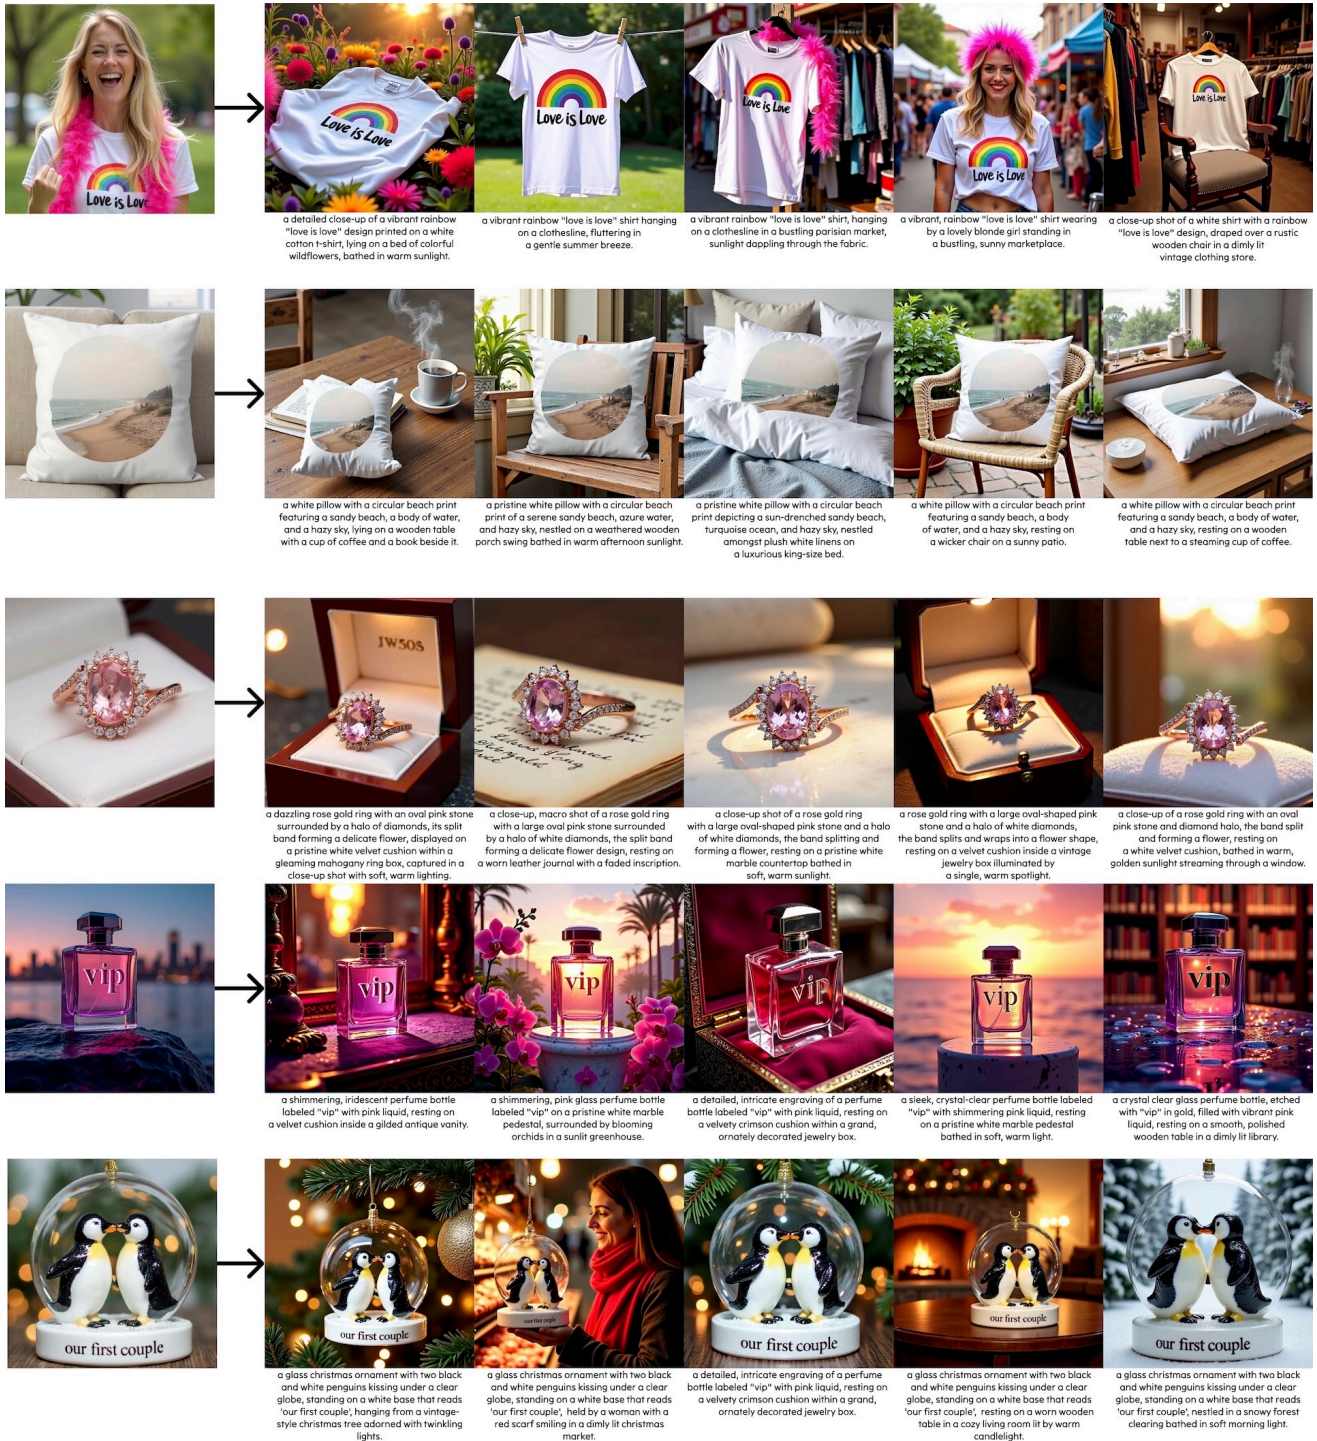 Love is Love
Love is Love
Love is Love
Love is Love
Love is Love
Love is Love
a detailed close-up of a vibrant rainbow
"love is love" design printed on a white
cotton t-shirt, lying on a bed of colorful
wildflowers, bathed in warm sunlight.
a vibrant rainbow "love is love" shirt hanging
on a clothesline, fluttering in
a gentle summer breeze.
a vibrant rainbow "love is love" shirt, hanging
on a clothesline in a bustling parisian market,
sunlight dappling through the fabric.
a vibrant, rainbow "love is love" shirt wearing
by a lovely blonde girl standing in
a bustling, sunny marketplace.
a close-up shot of a white shirt with a rainbow
"love is love" design, draped over a rustic
wooden chair in a dimly lit
vintage clothing store.
a white pillow with a circular beach print
featuring a sandy beach, a body of water,
and a hazy sky, lying on a wooden table
with a cup of coffee and a book beside it.
a pristine white pillow with a circular beach
print of a serene sandy beach, azure water,
and hazy sky, nestled on a weathered wooden
porch swing bathed in warm afternoon sunlight.
a pristine white pillow with a circular beach
print depicting a sun-drenched sandy beach,
turquoise ocean, and hazy sky, nestled
amongst plush white linens on
a luxurious king-size bed.
a white pillow with a circular beach print
featuring a sandy beach, a body
of water, and a hazy sky, resting on
a wicker chair on a sunny patio.
a white pillow with a circular beach print
featuring a sandy beach, a body of water,
and a hazy sky, resting on a wooden
table next to a steaming cup of coffee.
JW50$
a dazzling rose gold ring with an oval pink stone
surrounded by a halo of diamonds, its split
band forming a delicate flower, displayed on
a pristine white velvet cushion within a
gleaming mahogany ring box, captured in a
close-up shot with soft, warm lighting.
a close-up, macro shot of a rose gold ring
with a large oval pink stone surrounded
by a halo of white diamonds, the split band
forming a delicate flower design, resting on
a worn leather journal with a faded inscription.
a close-up shot of a rose gold ring
with a large oval-shaped pink stone and a halo
of white diamonds, the band splitting and
forming a flower, resting on a pristine white
marble countertop bathed in
soft, warm sunlight.
a rose gold ring with a large oval-shaped pink
stone and a halo of white diamonds,
the band splits and wraps into a flower shape,
resting on a velvet cushion inside a vintage
jewelry box illuminated by
a single, warm spotlight.
a close-up of a rose gold ring with an oval
pink stone and diamond halo, the band split
and forming a flower, resting on
a white velvet cushion, bathed in warm,
golden sunlight streaming through a window.
vip
vip
vip
vip
vip
vip
a shimmering, iridescent perfume bottle
labeled "vip" with pink liquid, resting on
a velvet cushion inside a gilded antique vanity.
a shimmering, pink glass perfume bottle
labeled "vip" on a pristine white marble
pedestal, surrounded by blooming
orchids in a sunlit greenhouse.
a detailed, intricate engraving of a perfume
bottle labeled "vip" with pink liquid, resting on
a velvety crimson cushion within a grand,
ornately decorated jewelry box.
a sleek, crystal-clear perfume bottle labeled
"vip" with shimmering pink liquid, resting
on a pristine white marble pedestal
bathed in soft, warm light.
a crystal clear glass perfume bottle, etched
with "vip" in gold, filled with vibrant pink
liquid, resting on a smooth, polished
wooden table in a dimly lit library.
our first couple
our first couple
our first couple
our first couple
our first couple
a glass christmas ornament with two black
and white penguins kissing under a clear
globe, standing on a white base that reads
'our first couple', hanging from a vintage-
style christmas tree adorned with twinkling
lights.
a glass christmas ornament with two black
and white penguins kissing under a clear
globe, standing on a white base that reads
'our first couple', held by a woman with a
red scarf smiling in a dimly lit christmas
market.
a detailed, intricate engraving of a perfume
bottle labeled "vip" with pink liquid, resting on
a velvety crimson cushion within a grand,
ornately decorated jewelry box.
a glass christmas ornament with two black
and white penguins kissing under a clear
globe, standing on a white base that reads
'our first couple', resting on a worn wooden
table in a cozy living room lit by warm
candlelight.
a glass christmas ornament with two black
and white penguins kissing under a clear
globe, standing on a white base that reads
'our first couple', nestled in a snowy forest
clearing bathed in soft morning light.